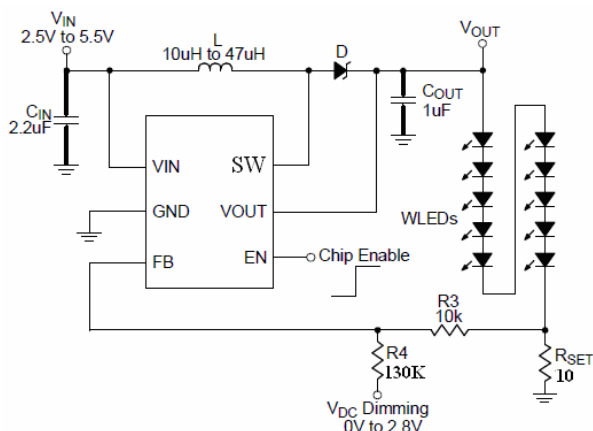 VIN
2.5V to 5.5V
L
10uH to 47uH
D
VOUT
CIN
2.2uF
COUT
1uF
VIN
SW
GND
VOUT
WLEDs
FB
EN
Chip Enable
R3
10k
R4
130K
RSET
10
VDC Dimming
0V to 2.8V